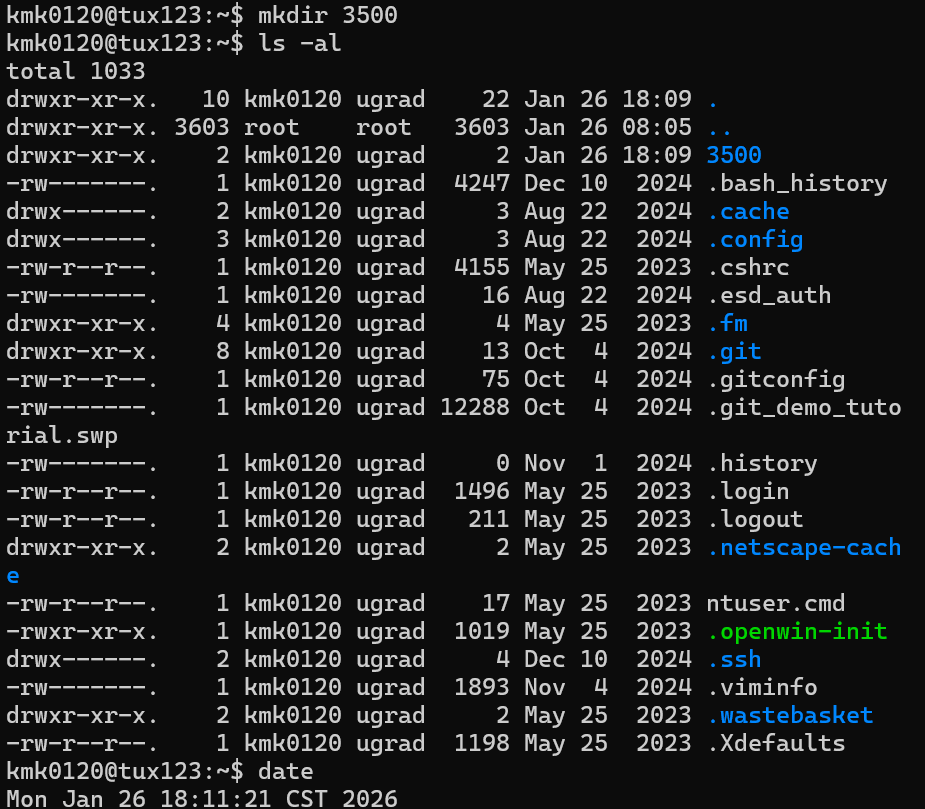 kmk0120@tux123:~$ mkdir 3500
kmk0120@tux123:~$ ls -al
total 1033
drwxr-xr-x.   10 kmk0120 ugrad    22 Jan 26 18:09 .
drwxr-xr-x. 3603 root    root   3603 Jan 26 08:05 ..
drwxr-xr-x.    2 kmk0120 ugrad     2 Jan 26 18:09 3500
-rw-------.    1 kmk0120 ugrad  4247 Dec 10  2024 .bash_history
drwx------.    2 kmk0120 ugrad     3 Aug 22  2024 .cache
drwx------.    3 kmk0120 ugrad     3 Aug 22  2024 .config
-rw-r--r--.    1 kmk0120 ugrad  4155 May 25  2023 .cshrc
-rw-------.    1 kmk0120 ugrad    16 Aug 22  2024 .esd_auth
drwxr-xr-x.    4 kmk0120 ugrad     4 May 25  2023 .fm
drwxr-xr-x.    8 kmk0120 ugrad    13 Oct  4  2024 .git
-rw-r--r--.    1 kmk0120 ugrad    75 Oct  4  2024 .gitconfig
-rw-------.    1 kmk0120 ugrad 12288 Oct  4  2024 .git_demo_tuto
rial.swp
-rw-------.    1 kmk0120 ugrad     0 Nov  1  2024 .history
-rw-r--r--.    1 kmk0120 ugrad  1496 May 25  2023 .login
-rw-r--r--.    1 kmk0120 ugrad   211 May 25  2023 .logout
drwxr-xr-x.    2 kmk0120 ugrad     2 May 25  2023 .netscape-cach
e
-rw-r--r--.    1 kmk0120 ugrad    17 May 25  2023 ntuser.cmd
-rwxr-xr-x.    1 kmk0120 ugrad  1019 May 25  2023 .openwin-init
drwx------.    2 kmk0120 ugrad     4 Dec 10  2024 .ssh
-rw-------.    1 kmk0120 ugrad  1893 Nov  4  2024 .viminfo
drwxr-xr-x.    2 kmk0120 ugrad     2 May 25  2023 .wastebasket
-rw-r--r--.    1 kmk0120 ugrad  1198 May 25  2023 .Xdefaults
kmk0120@tux123:~$ date
Mon Jan 26 18:11:21 CST 2026